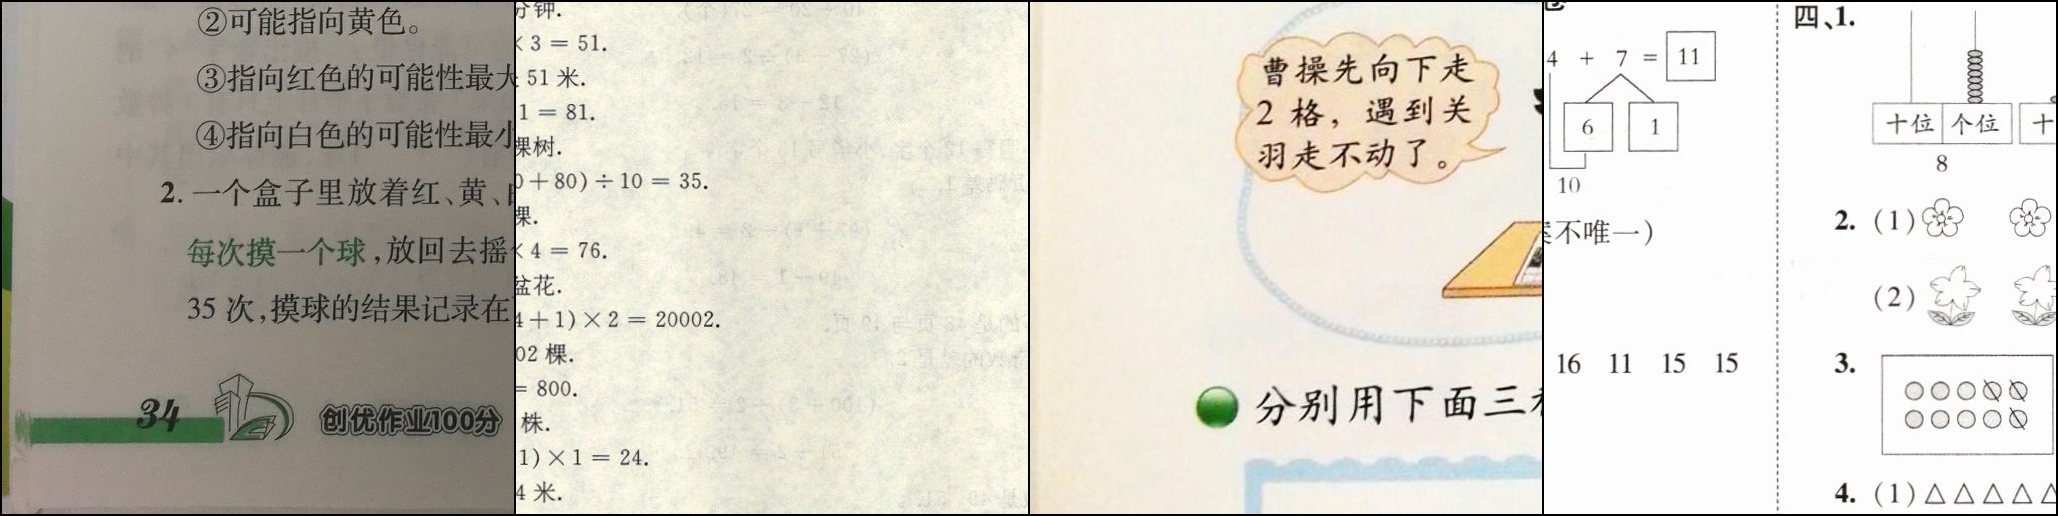 ②可能指向黄色。
③指向红色的可能性最大
④指向白色的可能性最小
2. 一个盒子里放着红、黄、
每次摸一个球,放回去摇
35 次,摸球的结果记录在
34
创优作业100分
分钟.
×3 = 51.
51 米.
1 = 81.
棵树.
0+80)÷10 = 35.
棵.
×4 = 76.
盆花.
4+1)×2 = 20002.
02 棵.
= 800.
株.
1)×1 = 24.
4 米.
曹操先向下走
2 格，遇到关
羽走不动了。
分别用下面三
4 + 7 = 11
6 1
10
不唯一)
16 11 15 15
四、1.
十位 个位 十
8
2. (1)
(2)
3.
4. (1)△△△△△